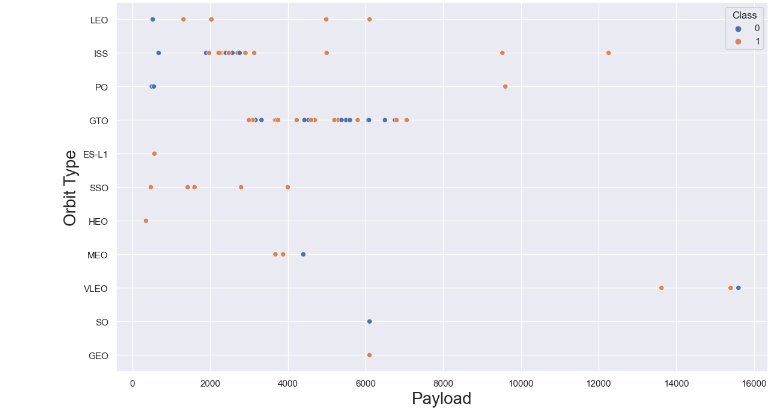 Class
0
1
LEO
ISS
PO
GTO
ES-L1
SSO
HEO
MEO
VLEO
SO
GEO
Orbit Type
0 2000 4000 6000 8000 10000 12000 14000 16000
Payload